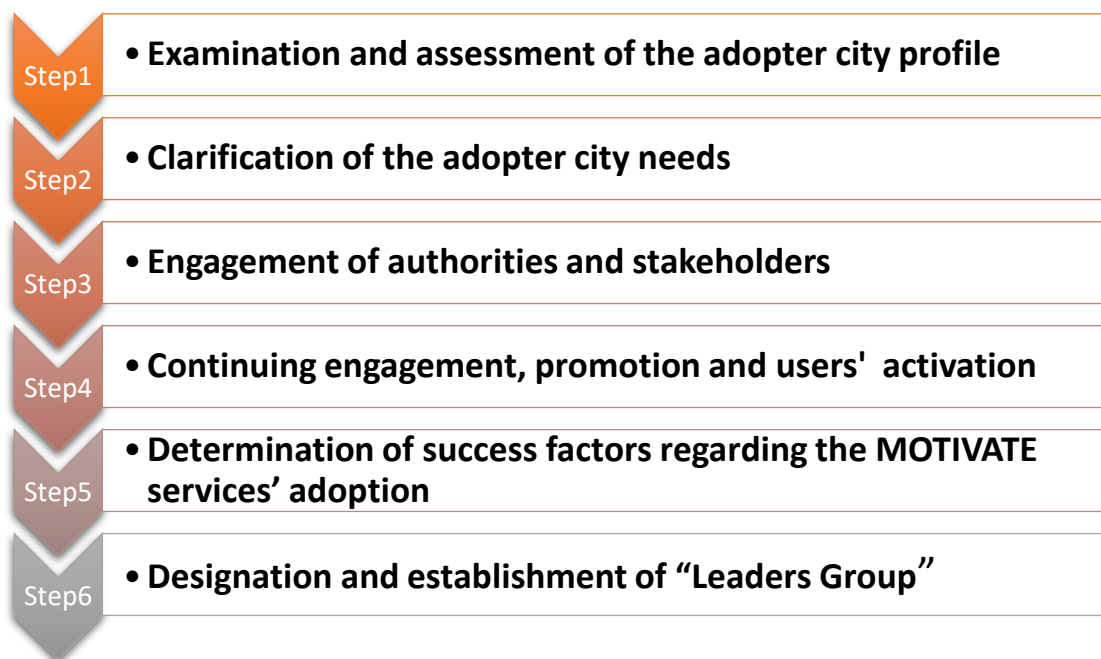 Step1
• Examination and assessment of the adopter city profile
Step2
• Clarification of the adopter city needs
Step3
• Engagement of authorities and stakeholders
Step4
• Continuing engagement, promotion and users' activation
Step5
• Determination of success factors regarding the MOTIVATE
services’ adoption
Step6
• Designation and establishment of “Leaders Group”